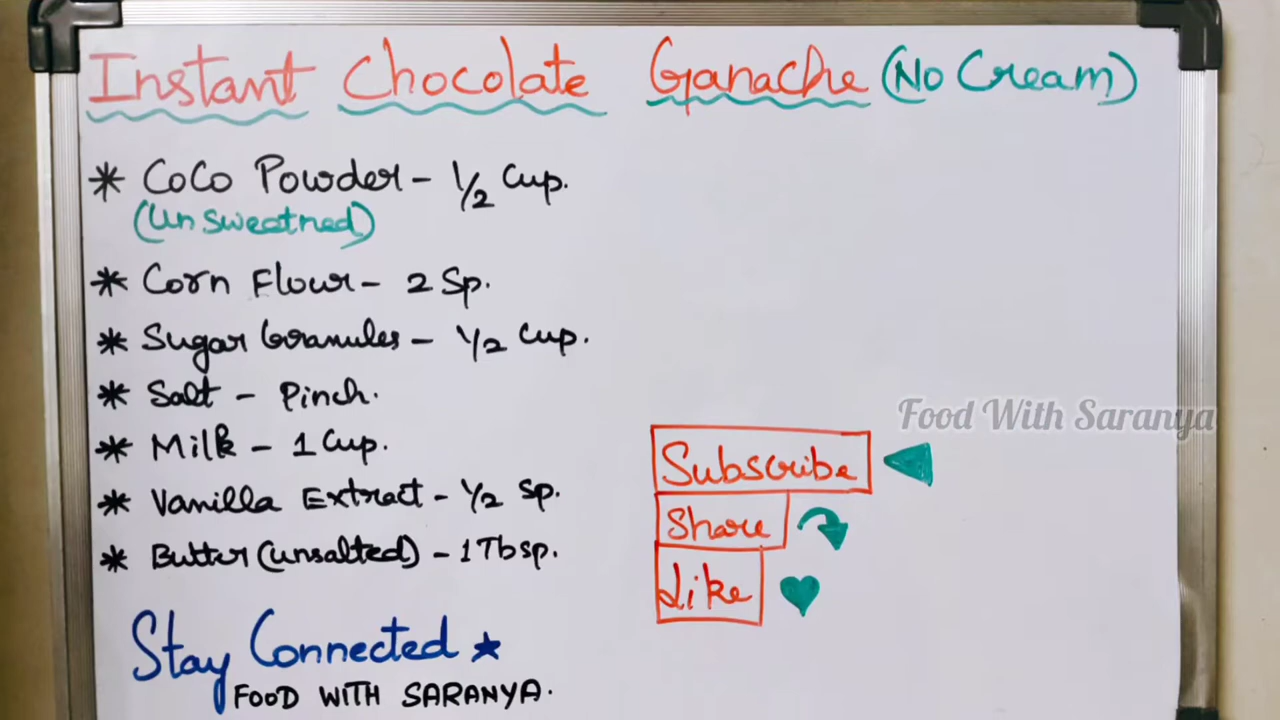 Instant Chocolate Ganache (No Cream)
* CoCo Powder - 1/2 Cup.
(UnSweatned)
* Corn Flour - 2 Sp.
* Sugar Granules - 1/2 Cup.
* Salt - Pinch.
* Milk - 1 Cup.
* Vanilla Extract - 1/2 Sp.
* Butter (unsalted) - 1 Tbsp.
Stay Connected
FOOD WITH SARANYA.
Food With Saranya
Subscribe
Share
Like